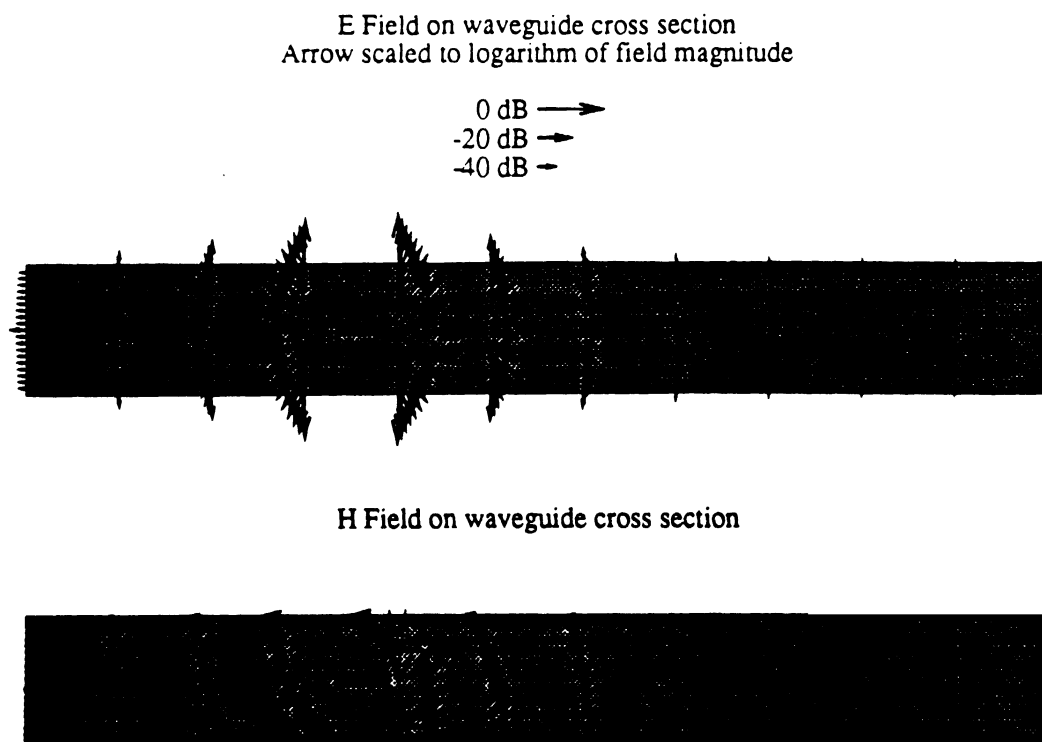 E Field on waveguide cross section
Arrow scaled to logarithm of field magnitude
0 dB
-20 dB
-40 dB
H Field on waveguide cross section